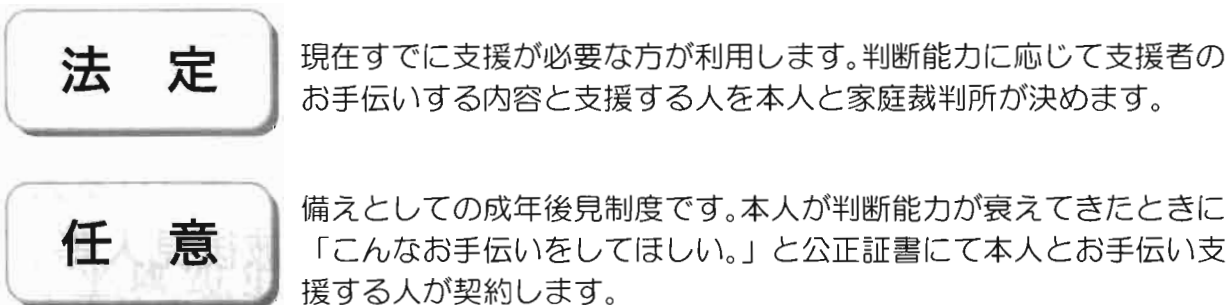 法 定
現在すでに支援が必要な方が利用します。判断能力に応じて支援者の
お手伝いする内容と支援する人を本人と家庭裁判所が決めます。
任 意
備えとしての成年後見制度です。本人が判断能力が衰えてきたときに
「こんなお手伝いをしてほしい。」と公正証書にて本人とお手伝い支
援する人が契約します。